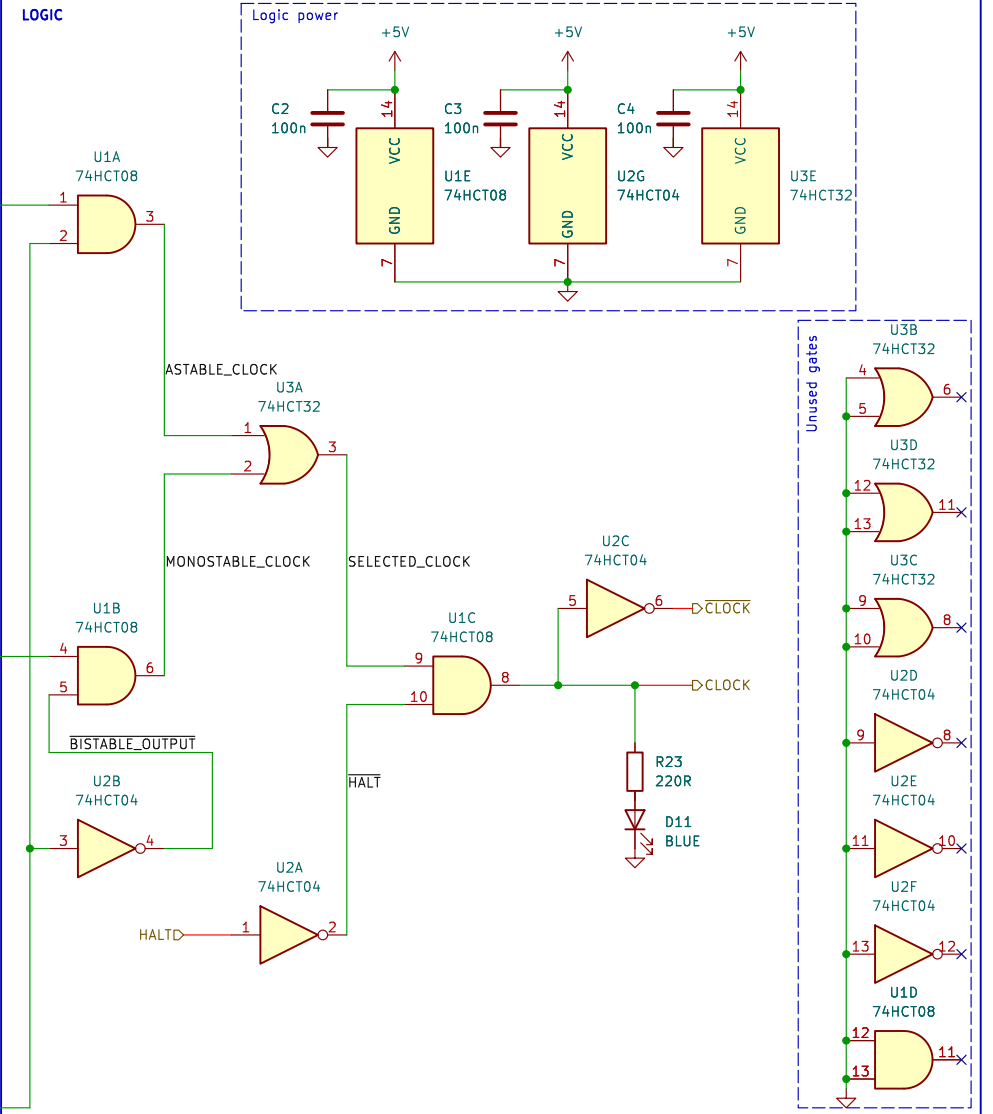 LOGIC
Logic power
+5V
+5V
+5V
C2
100n
14
VCC
GND
7
U1E
74HCT08
C3
100n
14
VCC
GND
7
U2G
74HCT04
C4
100n
14
VCC
GND
7
U3E
74HCT32
U1A
74HCT08
1
2
3
ASTABLE_CLOCK
U3A
74HCT32
1
2
3
MONOSTABLE_CLOCK
SELECTED_CLOCK
U1B
74HCT08
4
5
6
BISTABLE_OUTPUT
U2B
74HCT04
3
4
U2A
74HCT04
HALT
1
2
HALT
U1C
74HCT08
9
10
8
U2C
74HCT04
5
6
CLOCK
CLOCK
R23
220R
D11
BLUE
Unused gates
U3B
74HCT32
4
5
6
U3D
74HCT32
12
13
11
U3C
74HCT32
9
10
8
U2D
74HCT04
9
8
U2E
74HCT04
11
10
U2F
74HCT04
13
12
U1D
74HCT08
12
13
11